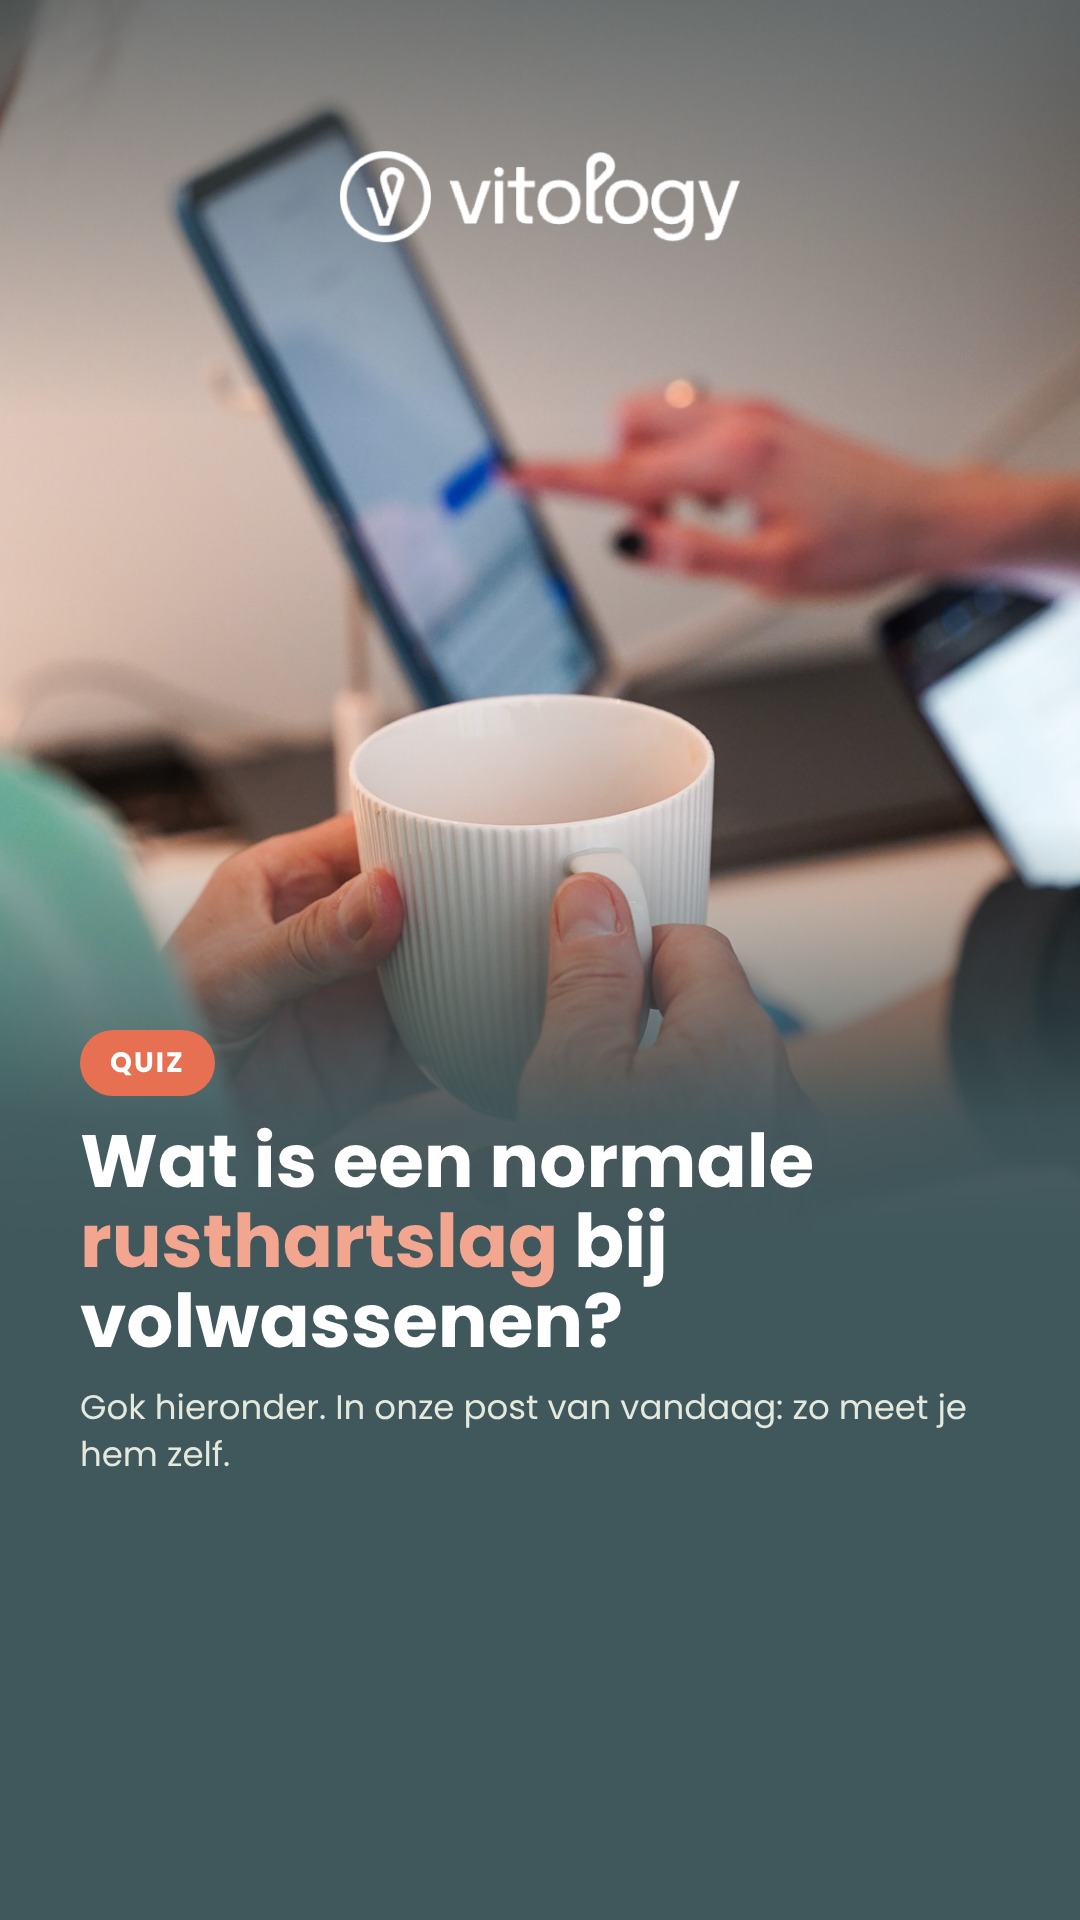 vitology
QUIZ
Wat is een normale
rusthartslag bij
volwassenen?
Gok hieronder. In onze post van vandaag: zo meet je
hem zelf.